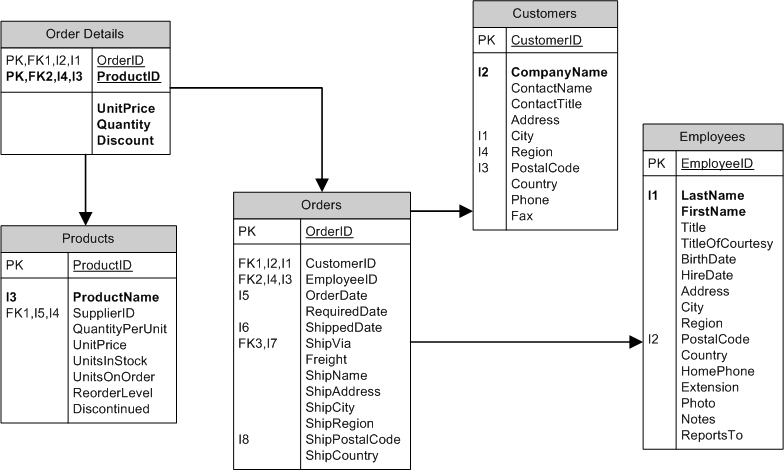 Order Details
PK,FK1,I2,I1 OrderID
PK,FK2,I4,I3 ProductID
UnitPrice
Quantity
Discount
Products
PK ProductID
I3 ProductName
FK1,I5,I4 SupplierID
QuantityPerUnit
UnitPrice
UnitsInStock
UnitsOnOrder
ReorderLevel
Discontinued
Orders
PK OrderID
FK1,I2,I1 CustomerID
FK2,I4,I3 EmployeeID
I5 OrderDate
RequiredDate
I6 ShippedDate
FK3,I7 ShipVia
Freight
ShipName
ShipAddress
ShipCity
ShipRegion
I8 ShipPostalCode
ShipCountry
Customers
PK CustomerID
I2 CompanyName
ContactName
ContactTitle
Address
I1 City
I4 Region
I3 PostalCode
Country
Phone
Fax
Employees
PK EmployeeID
I1 LastName
FirstName
Title
TitleOfCourtesy
BirthDate
HireDate
Address
City
Region
I2 PostalCode
Country
HomePhone
Extension
Photo
Notes
ReportsTo